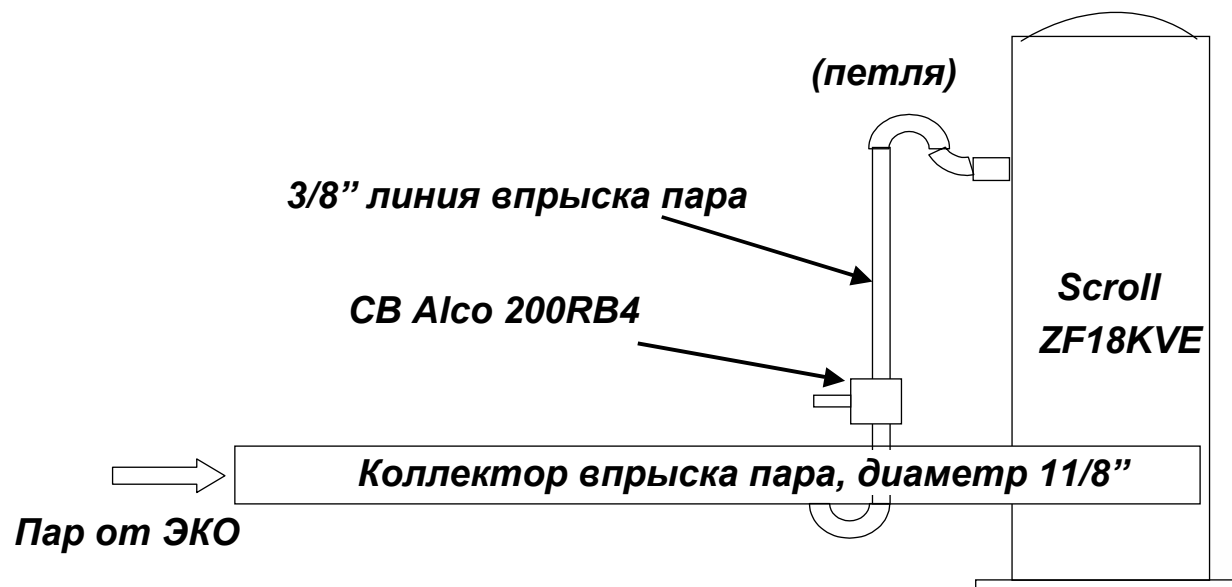 (петля)
3/8” линия впрыска пара
СВ Alco 200RB4
Scroll
ZF18KVE
Коллектор впрыска пара, диаметр 11/8”
Пар от ЭКО